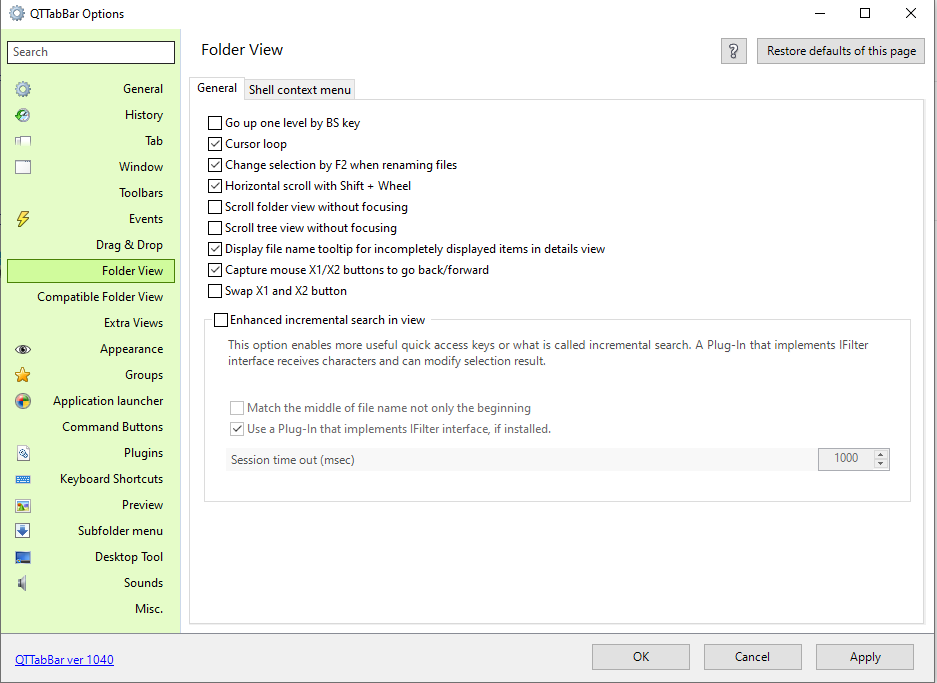 QTTabBar Options
Search
General
History
Tab
Window
Toolbars
Events
Drag & Drop
Folder View
Compatible Folder View
Extra Views
Appearance
Groups
Application launcher
Command Buttons
Plugins
Keyboard Shortcuts
Preview
Subfolder menu
Desktop Tool
Sounds
Misc.
QTTabBar ver 1040
Folder View
?
Restore defaults of this page
General
Shell context menu
Go up one level by BS key
Cursor loop
Change selection by F2 when renaming files
Horizontal scroll with Shift + Wheel
Scroll folder view without focusing
Scroll tree view without focusing
Display file name tooltip for incompletely displayed items in details view
Capture mouse X1/X2 buttons to go back/forward
Swap X1 and X2 button
Enhanced incremental search in view
This option enables more useful quick access keys or what is called incremental search. A Plug-In that implements IFilter
interface receives characters and can modify selection result.
Match the middle of file name not only the beginning
Use a Plug-In that implements IFilter interface, if installed.
Session time out (msec)
1000
OK
Cancel
Apply